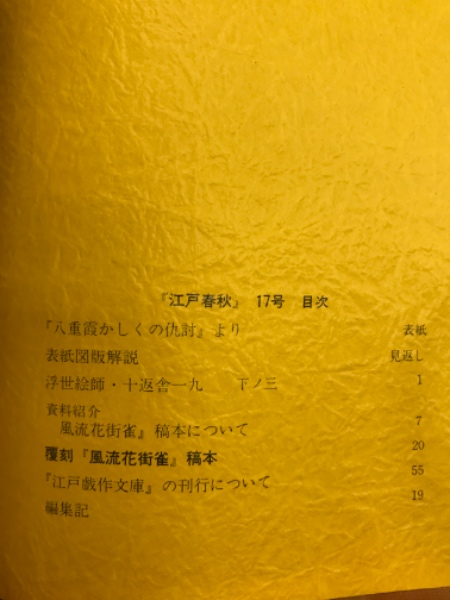 『江戸春秋』 17号 目次
『八重霞かしくの仇討』より 表紙
表紙図版解説 見返し
浮世絵師・十返舎一九 下ノ三 1
資料紹介
風流花街雀』稿本について 7
覆刻『風流花街雀』稿本 20
『江戸戯作文庫』の刊行について 55
編集記 19